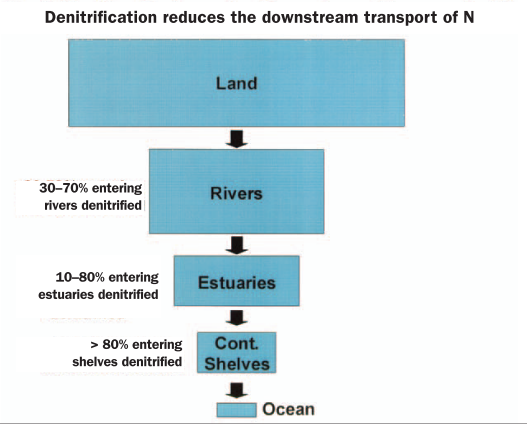 Denitrification reduces the downstream transport of N
Land
30–70% entering
rivers denitrified
Rivers
10–80% entering
estuaries denitrified
Estuaries
> 80% entering
shelves denitrified
Cont.
Shelves
Ocean